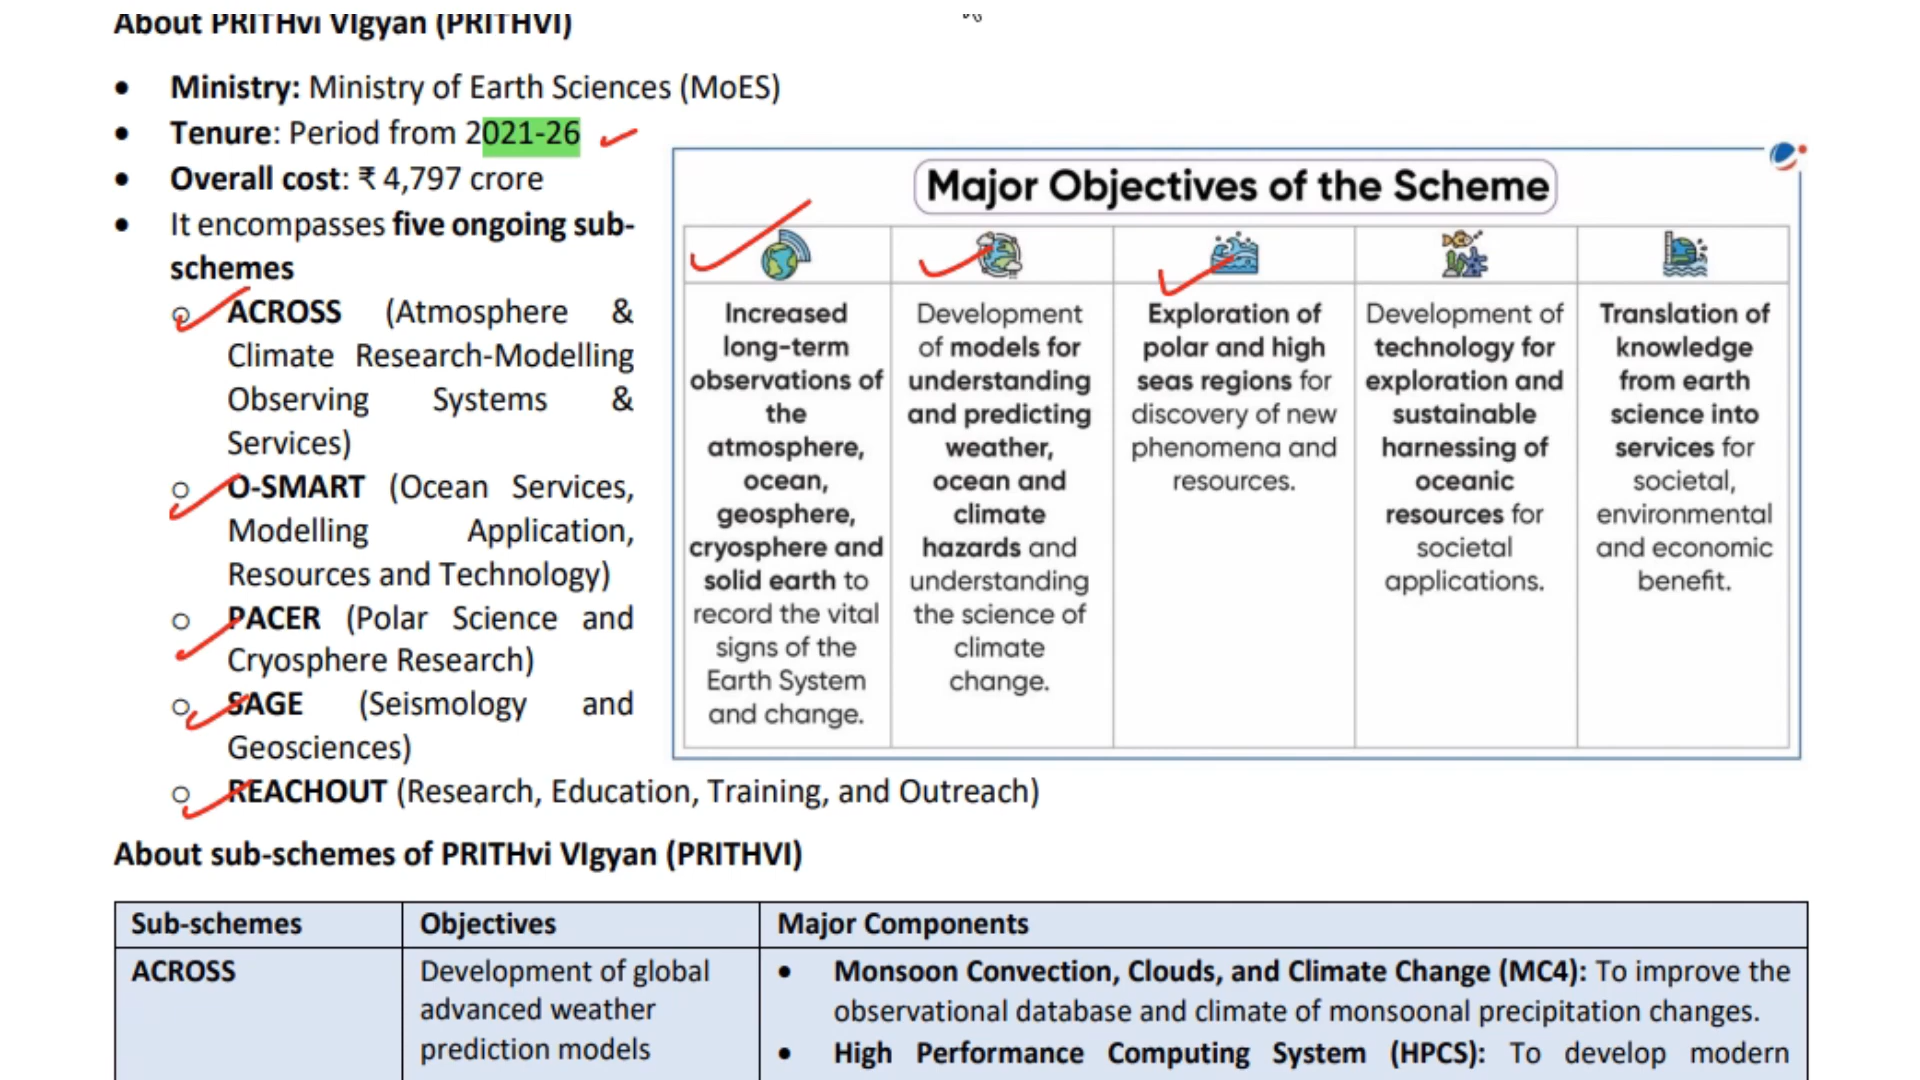 About PRITHvi VIgyan (PRITHVI)
• Ministry: Ministry of Earth Sciences (MoES)
• Tenure: Period from 2021-26
• Overall cost: ₹ 4,797 crore
• It encompasses five ongoing sub-
schemes
o ACROSS (Atmosphere &
Climate Research-Modelling
Observing Systems &
Services)
o O-SMART (Ocean Services,
Modelling Application,
Resources and Technology)
o PACER (Polar Science and
Cryosphere Research)
o SAGE (Seismology and
Geosciences)
o REACHOUT (Research, Education, Training, and Outreach)
Major Objectives of the Scheme
Increased
long-term
observations of
the
atmosphere,
ocean,
geosphere,
cryosphere and
solid earth to
record the vital
signs of the
Earth System
and change.
Development
of models for
understanding
and predicting
weather,
ocean and
climate
hazards and
understanding
the science of
climate
change.
Exploration of
polar and high
seas regions for
discovery of new
phenomena and
resources.
Development of
technology for
exploration and
sustainable
harnessing of
oceanic
resources for
societal
applications.
Translation of
knowledge
from earth
science into
services for
societal,
environmental
and economic
benefit.
About sub-schemes of PRITHvi VIgyan (PRITHVI)
Sub-schemes
Objectives
Major Components
ACROSS
Development of global
advanced weather
prediction models
• Monsoon Convection, Clouds, and Climate Change (MC4): To improve the
observational database and climate of monsoonal precipitation changes.
• High Performance Computing System (HPCS): To develop modern